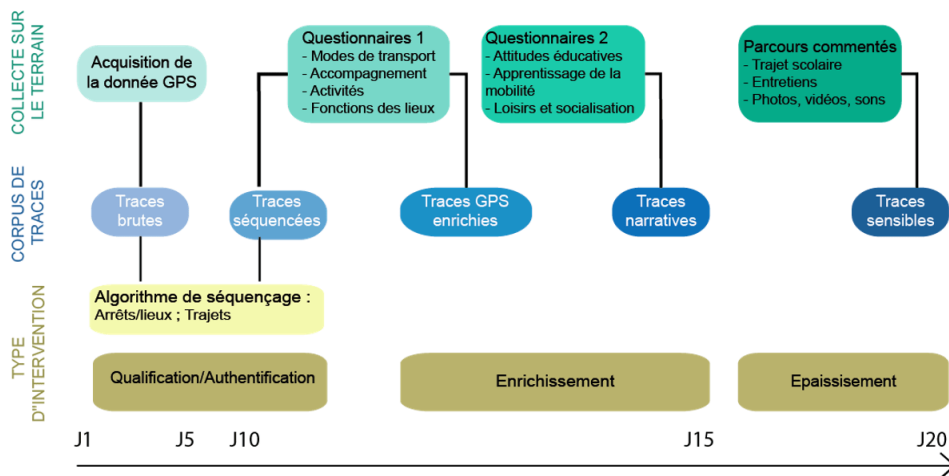 COLLECTE SUR
LE TERRAIN
Acquisition de
la donnée GPS
Questionnaires 1
- Modes de transport
- Accompagnement
- Activités
- Fonctions des lieux
Questionnaires 2
- Attitudes éducatives
- Apprentissage de la
mobilité
- Loisirs et socialisation
Parcours commentés
- Trajet scolaire
- Entretiens
- Photos, vidéos, sons
CORPUS DE
TRACES
Traces
brutes
Traces
séquencées
Traces GPS
enrichies
Traces
narratives
Traces
sensibles
TYPE
D"INTERVENTION
Algorithme de séquençage :
Arrêts/lieux ; Trajets
Qualification/Authentification
Enrichissement
Epaissisement
J1
J5
J10
J15
J20